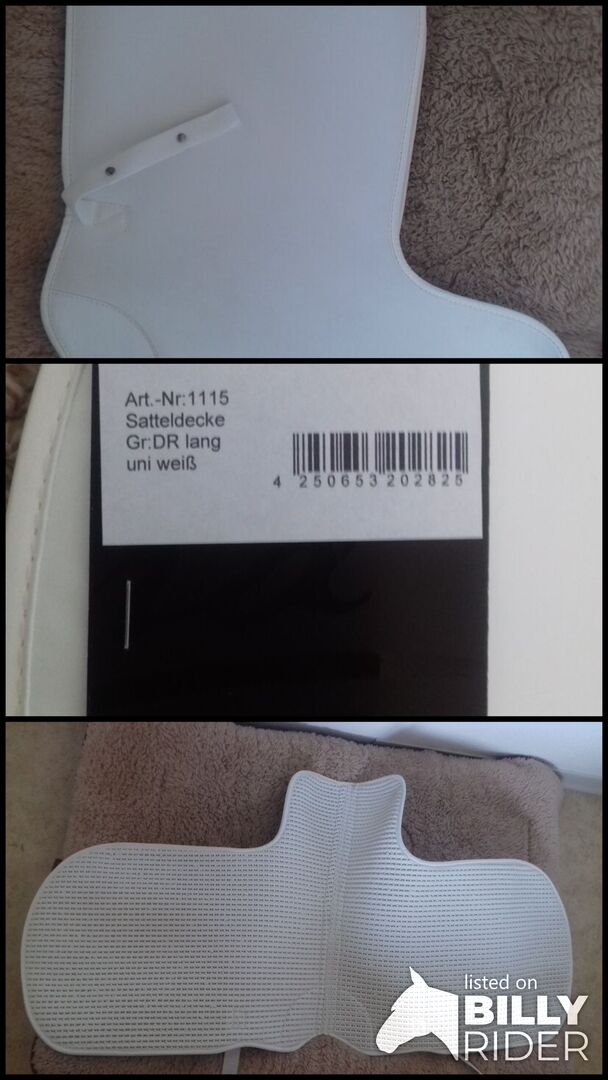 Art.-Nr:1115
Satteldecke
Gr:DR lang
uni weiß
4 250653 202825
listed on
BILLY
RIDER